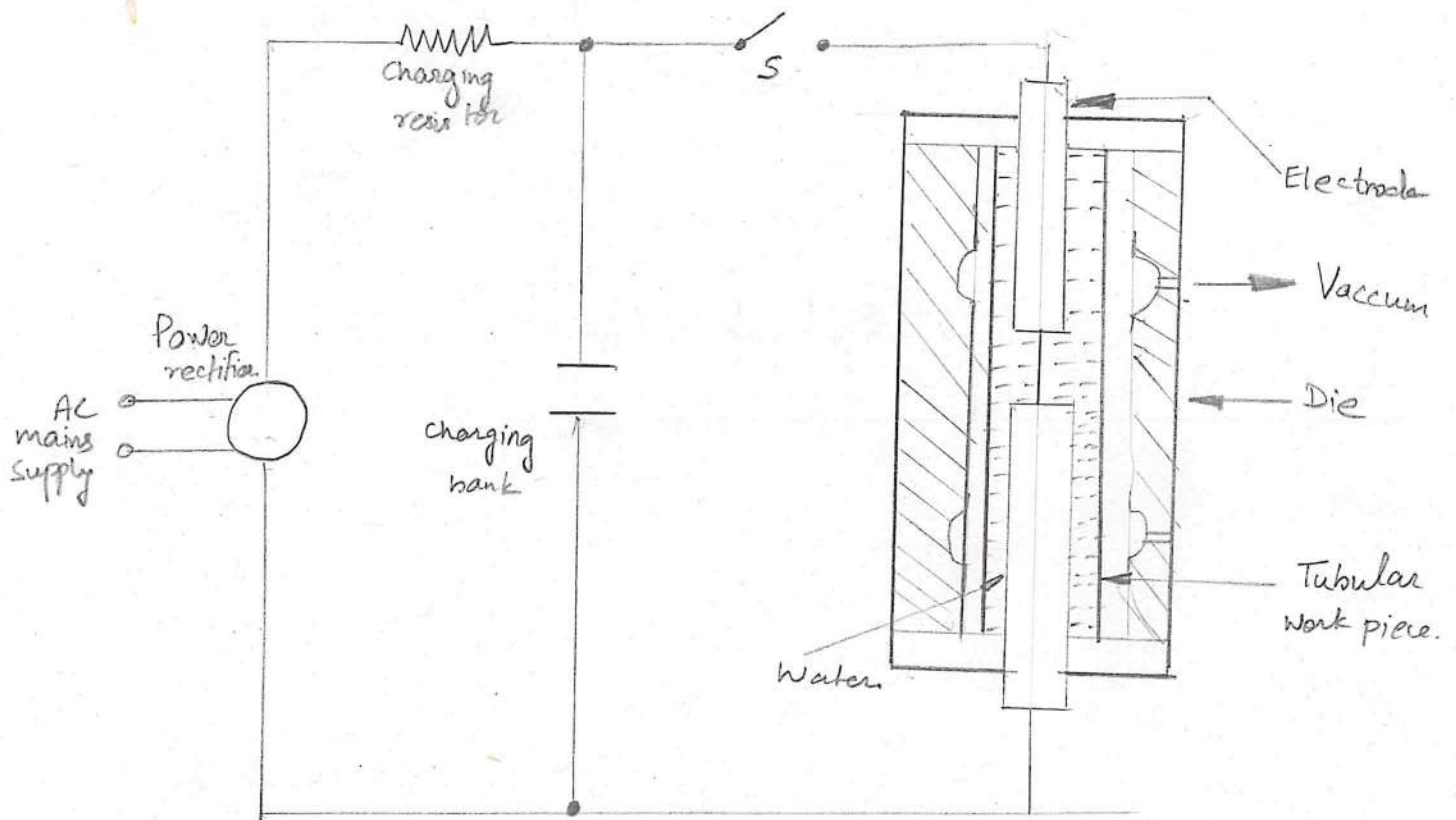 Charging
resistor
S
Electrode
Vaccum
Power
rectifier
AC
mains
supply
Die
charging
bank
Tubular
work piece.
Water.